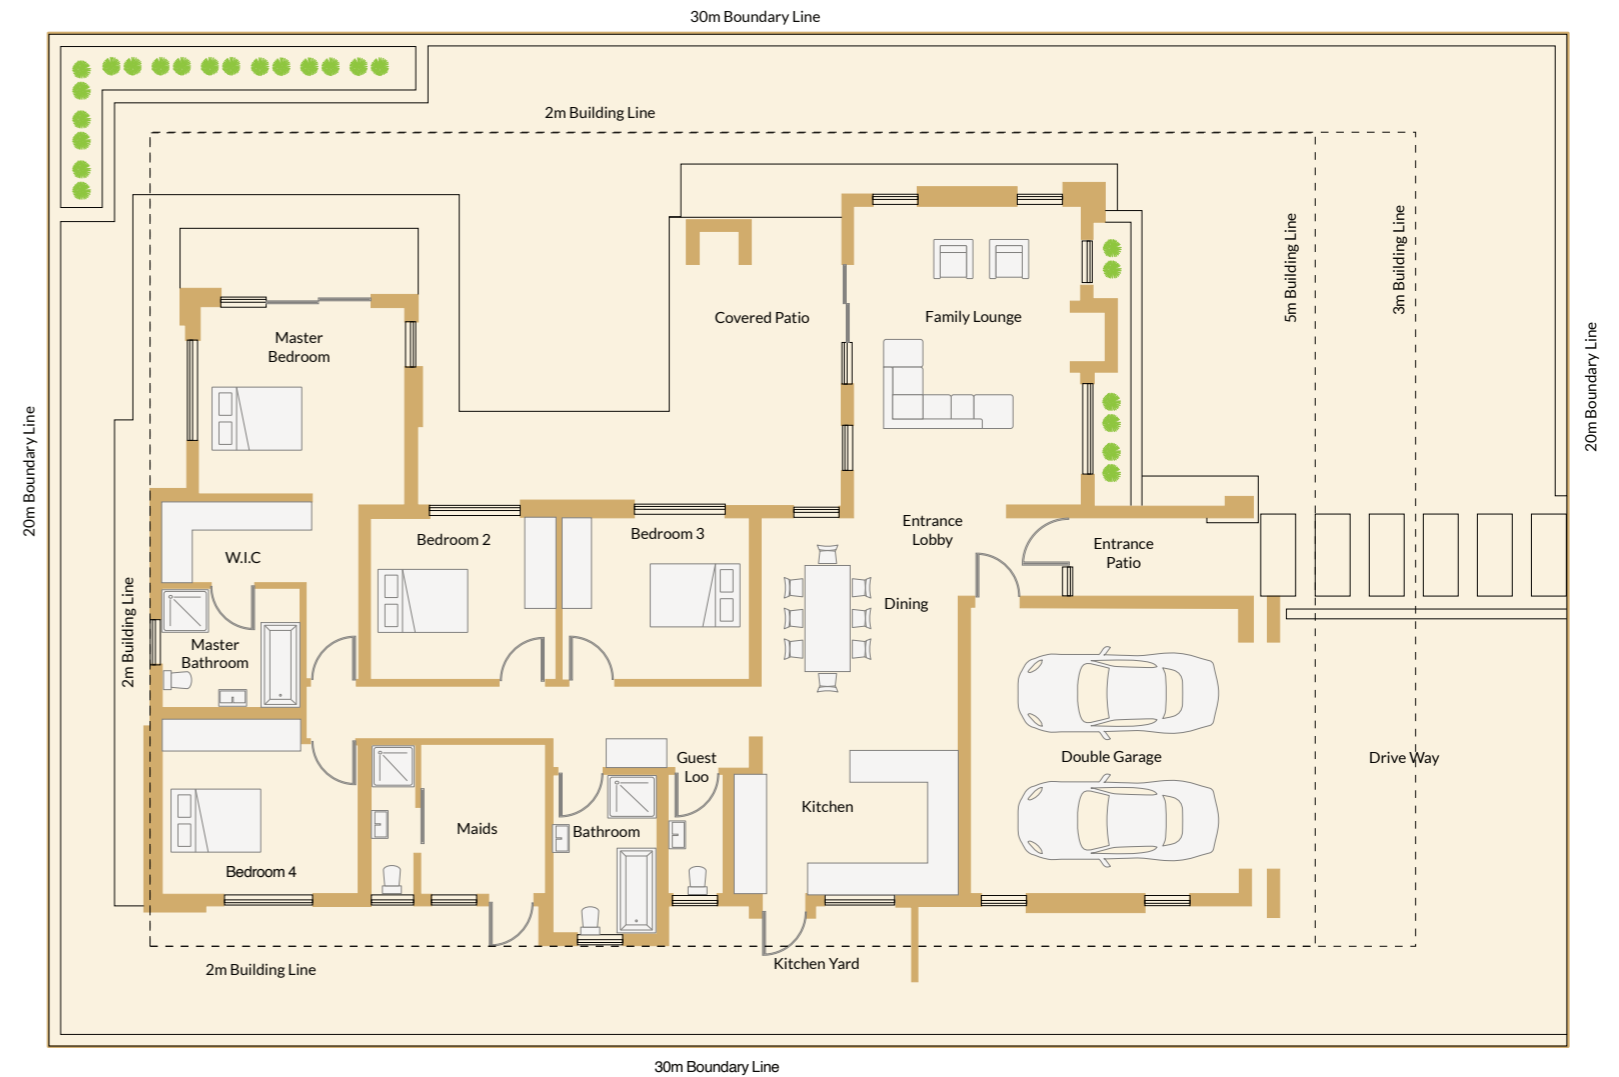 30m Boundary Line
2m Building Line
5m Building Line
3m Building Line
20m Boundary Line
20m Boundary Line
Covered Patio
Family Lounge
Master
Bedroom
Bedroom 2
Bedroom 3
Entrance
Lobby
Entrance
Patio
W.I.C
Dining
2m Building Line
Master
Bathroom
Guest
Loo
Double Garage
Drive Way
Kitchen
Maids
Bathroom
Bedroom 4
2m Building Line
Kitchen Yard
30m Boundary Line